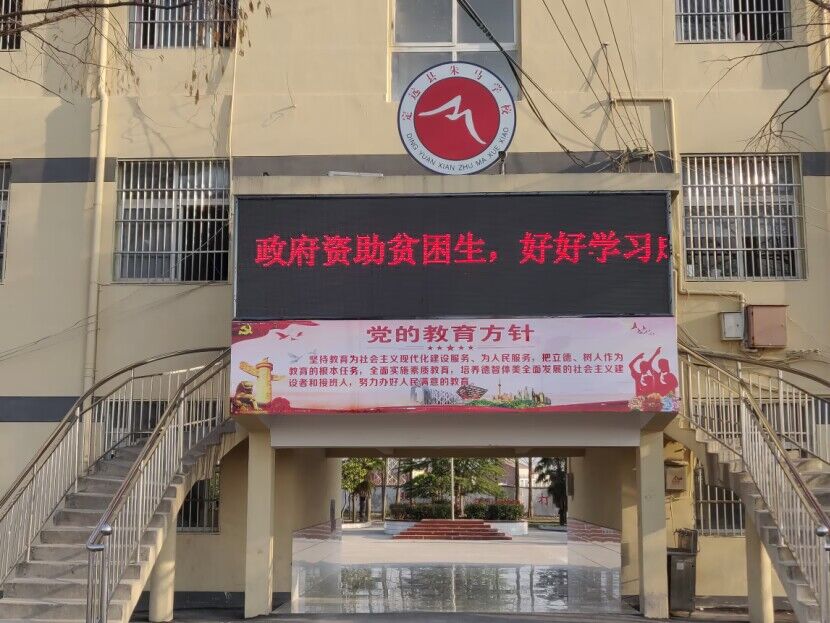 定远县朱马学校
DING YUAN XIAN ZHU MA XUE XIAO
政府资助贫困生，好好学习
党的教育方针
坚持教育为社会主义现代化建设服务、为人民服务，把立德、树人作为
教育的根本任务，全面实施素质教育，培养德智体美全面发展的社会主义建
设者和接班人，努力办好人民满意的教育